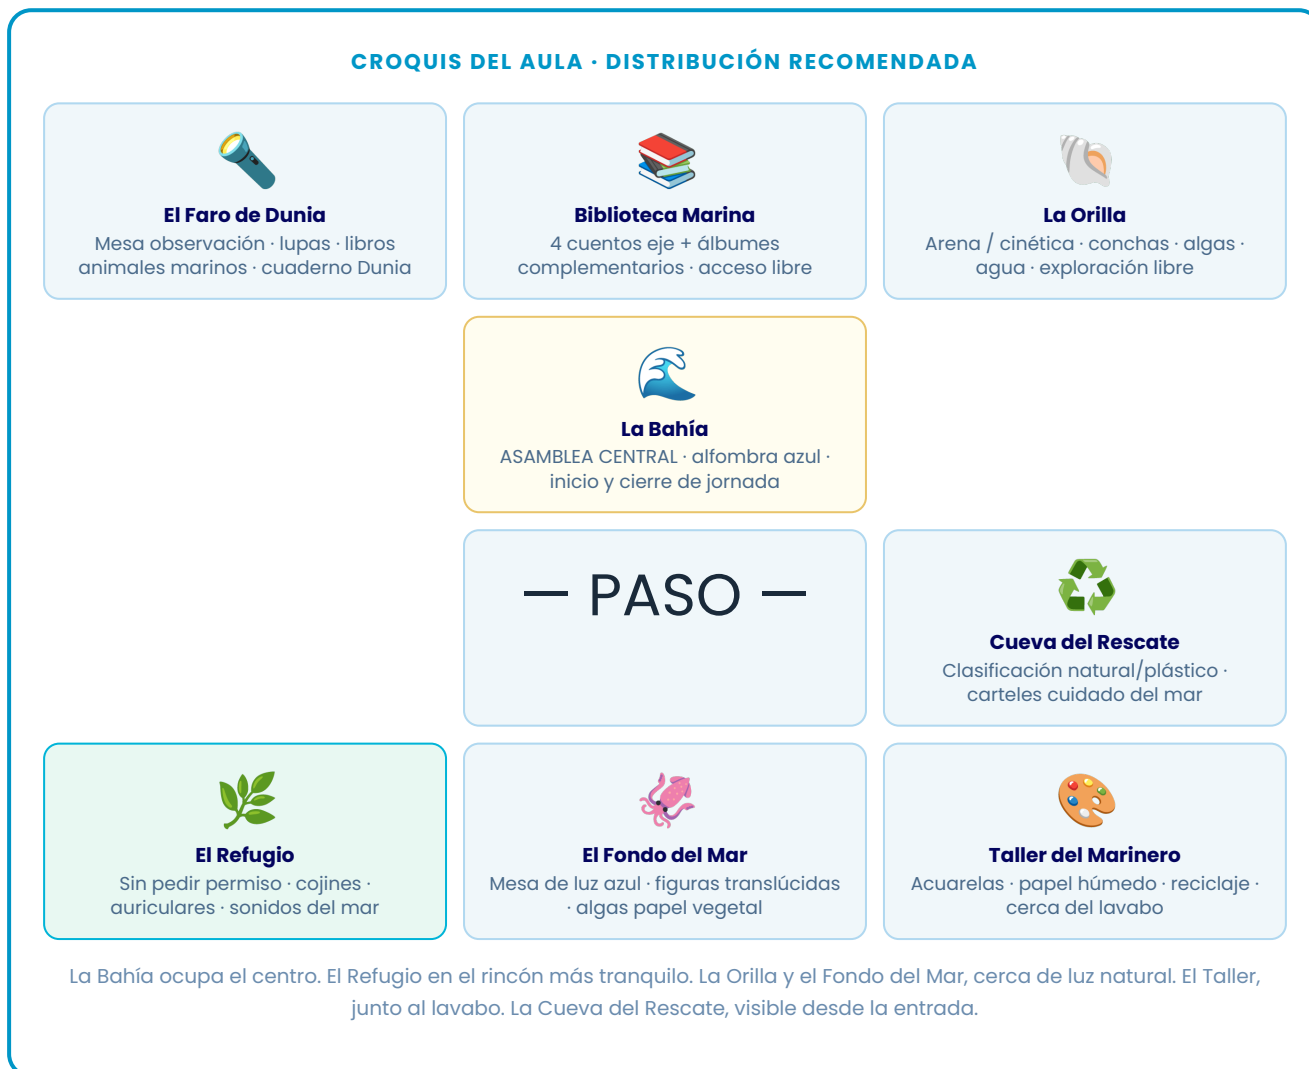 CROQUIS DEL AULA · DISTRIBUCIÓN RECOMENDADA
El Faro de Dunia
Mesa observación · lupas · libros
animales marinos · cuaderno Dunia
Biblioteca Marina
4 cuentos eje + álbumes
complementarios · acceso libre
La Orilla
Arena / cinética · conchas · algas ·
agua · exploración libre
La Bahía
ASAMBLEA CENTRAL · alfombra azul ·
inicio y cierre de jornada
— PASO —
Cueva del Rescate
Clasificación natural/plástico ·
carteles cuidado del mar
El Refugio
Sin pedir permiso · cojines ·
auriculares · sonidos del mar
El Fondo del Mar
Mesa de luz azul · figuras translúcidas
· algas papel vegetal
Taller del Marinero
Acuarelas · papel húmedo · reciclaje ·
cerca del lavabo
La Bahía ocupa el centro. El Refugio en el rincón más tranquilo. La Orilla y el Fondo del Mar, cerca de luz natural. El Taller,
junto al lavabo. La Cueva del Rescate, visible desde la entrada.